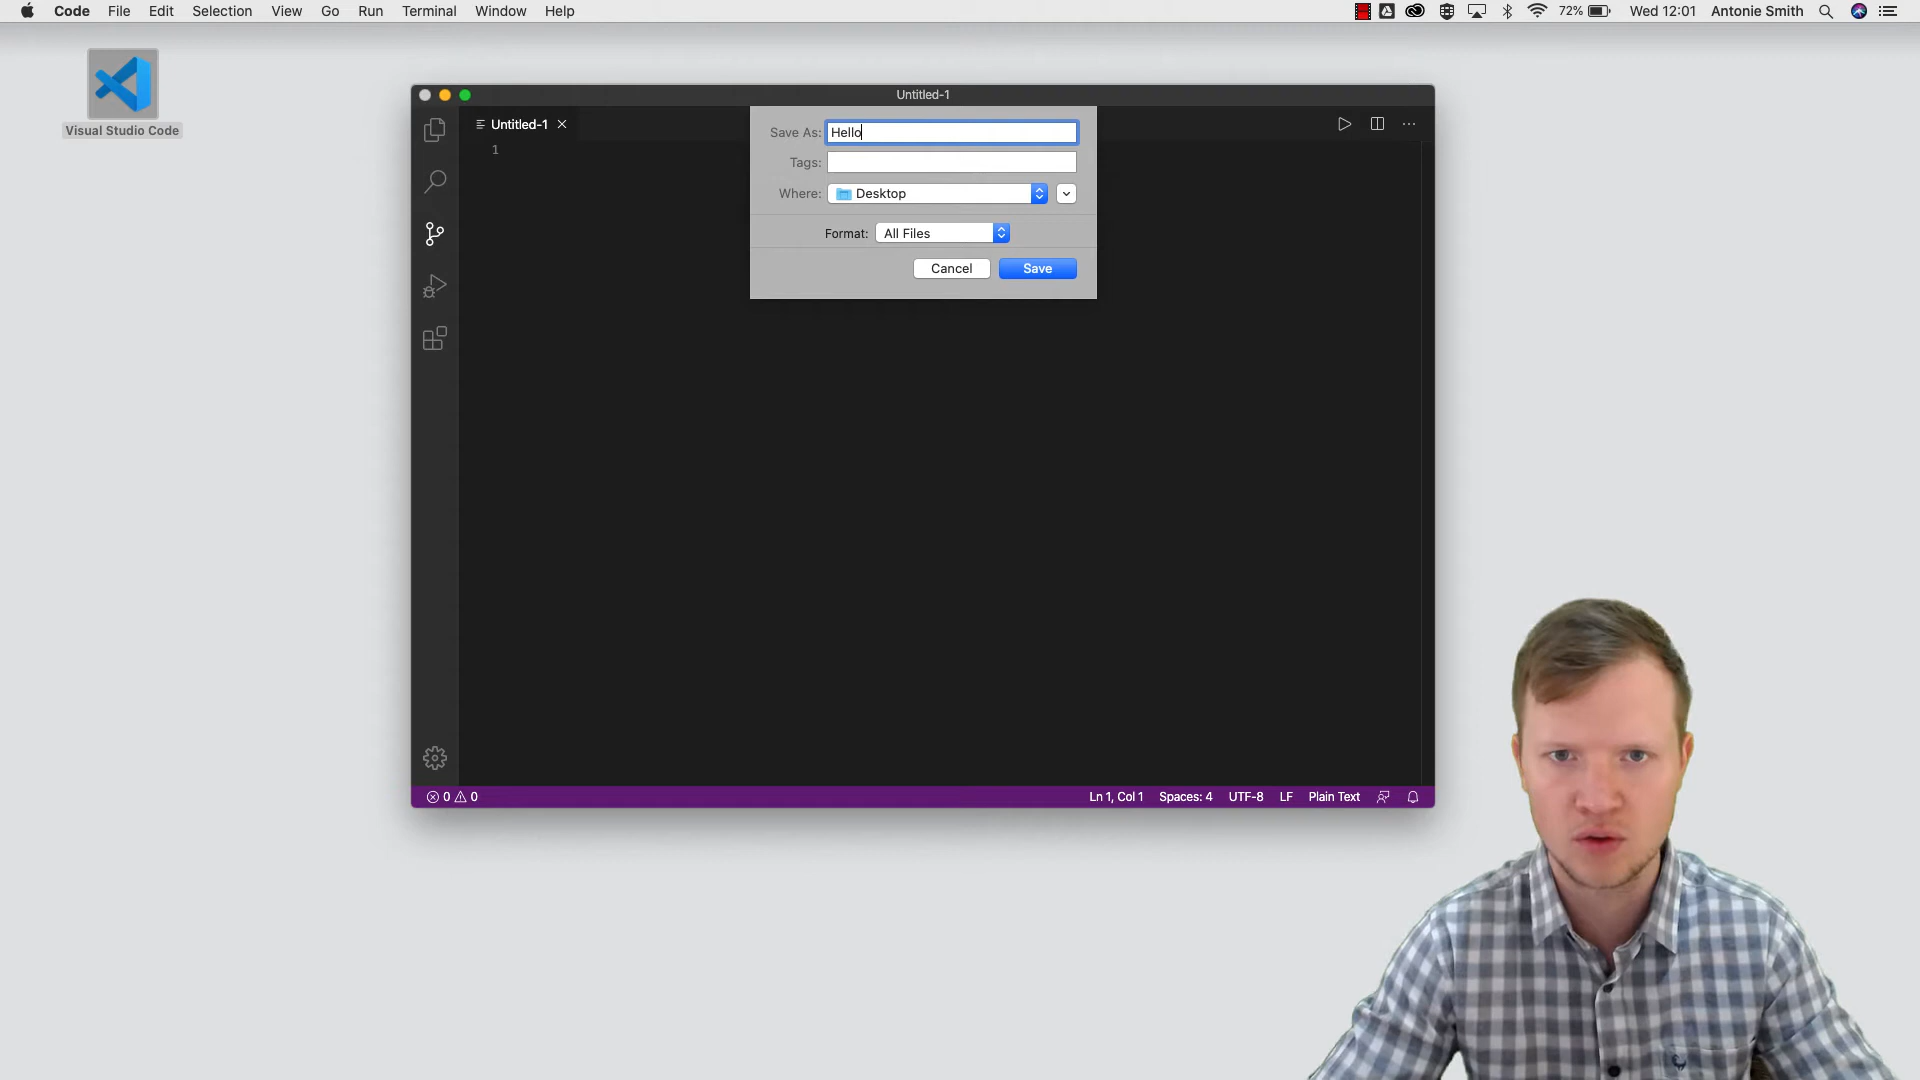 Code File Edit Selection View Go Run Terminal Window Help 72% Wed 12:01 Antonie Smith
Visual Studio Code
Untitled-1
Untitled-1
Save As: Hello
Tags:
Where: Desktop
Format: All Files
Cancel Save
1
0 0 Ln 1, Col 1 Spaces: 4 UTF-8 LF Plain Text